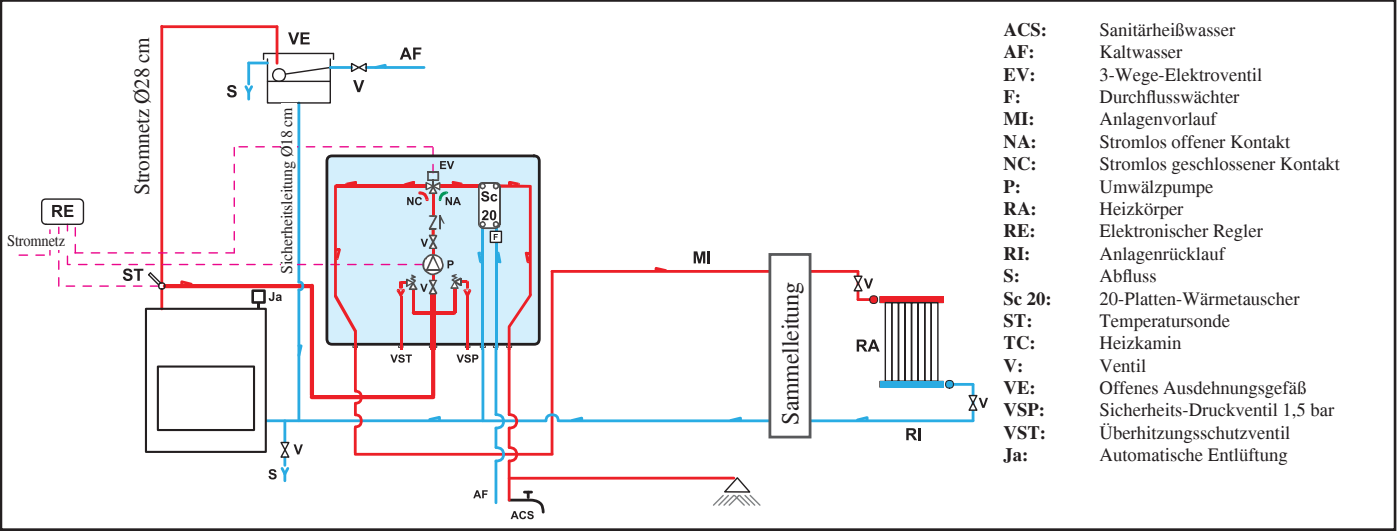 Stromnetz Ø28 cm
VE
AF
S
V
Sicherheitsleitung Ø18 cm
EV
NC
NA
Sc
20
F
V
P
V
RE
Stromnetz
ST
Ja
VST
VSP
MI
Sammelleitung
V
RA
V
RI
V
S
AF
ACS
ACS: Sanitärheißwasser
AF: Kaltwasser
EV: 3-Wege-Elektroventil
F: Durchflusswächter
MI: Anlagenvorlauf
NA: Stromlos offener Kontakt
NC: Stromlos geschlossener Kontakt
P: Umwälzpumpe
RA: Heizkörper
RE: Elektronischer Regler
RI: Anlagenrücklauf
S: Abfluss
Sc 20: 20-Platten-Wärmetauscher
ST: Temperatursonde
TC: Heizkamin
V: Ventil
VE: Offenes Ausdehnungsgefäß
VSP: Sicherheits-Druckventil 1,5 bar
VST: Überhitzungsschutzventil
Ja: Automatische Entlüftung